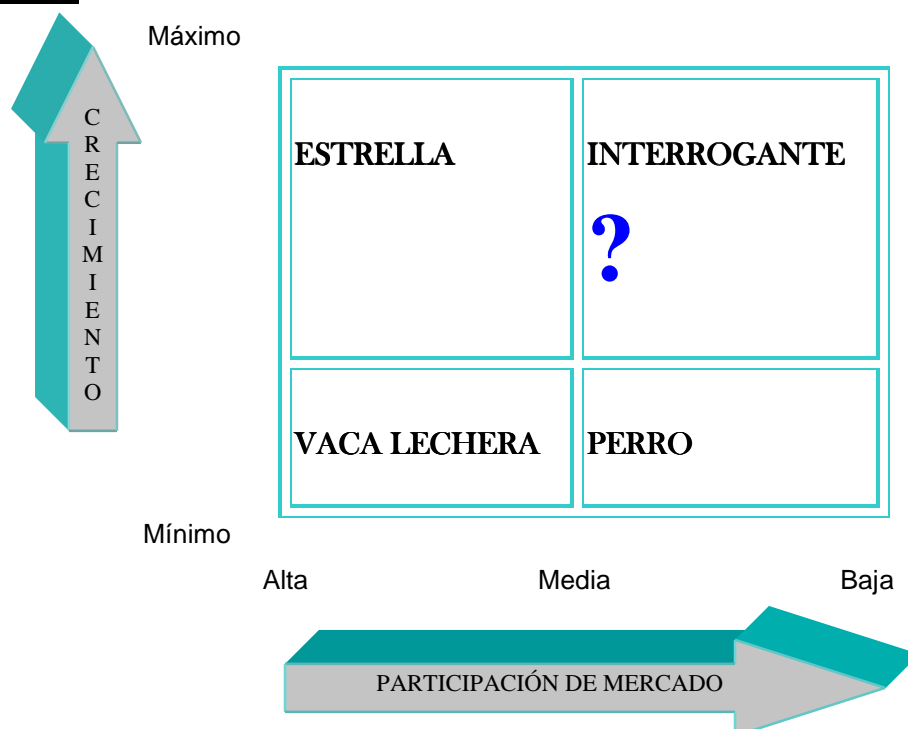 Máximo
CRECIMIENTO
ESTRELLA
INTERROGANTE
?
VACA LECHERA
PERRO
Mínimo
Alta
Media
Baja
PARTICIPACIÓN DE MERCADO